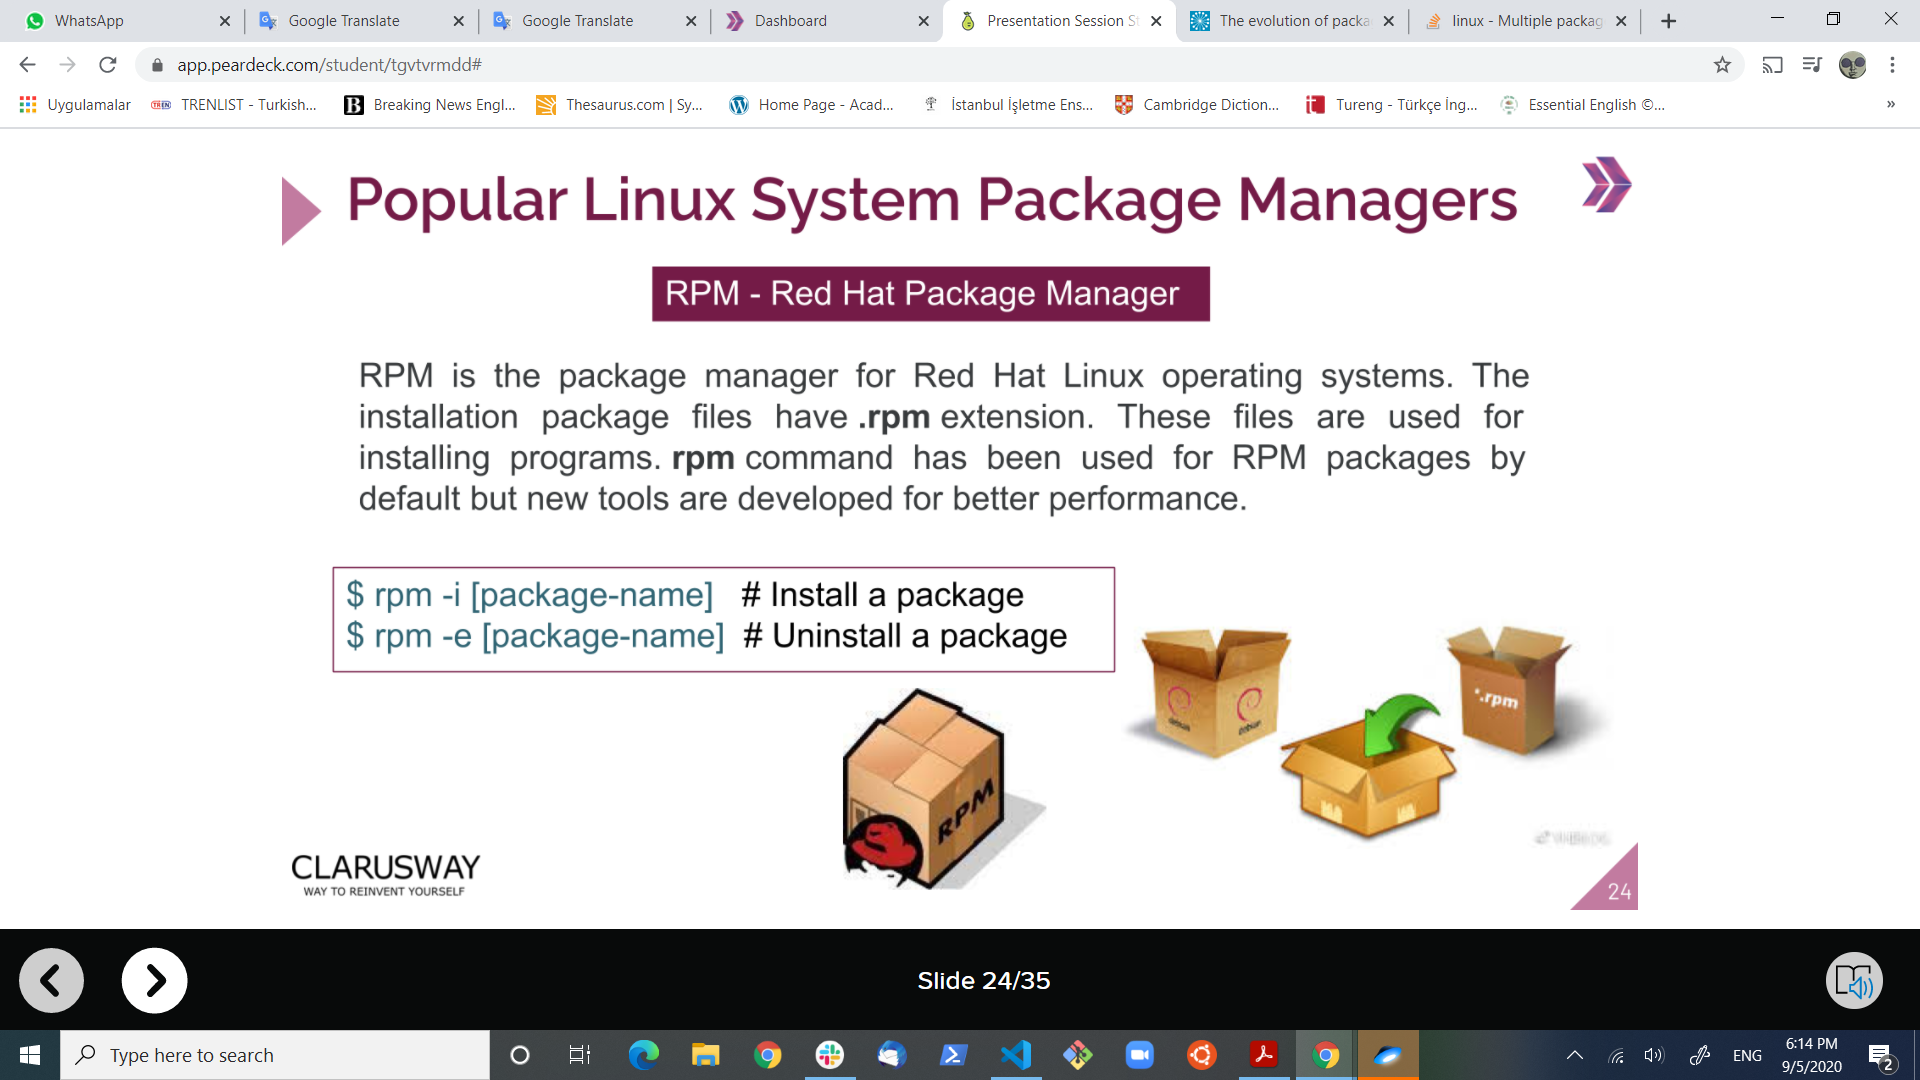 WhatsApp
Google Translate
Google Translate
Dashboard
Presentation Session St
The evolution of packa
linux - Multiple packag
app.peardeck.com/student/tgvtvrmdd#
Uygulamalar
TREN
TRENLIST - Turkish...
B
Breaking News Engl...
Thesaurus.com | Sy...
Home Page - Acad...
İstanbul İşletme Ens...
Cambridge Diction...
Tureng - Türkçe İng...
Essential English ©...
»
Popular Linux System Package Managers
RPM - Red Hat Package Manager
RPM is the package manager for Red Hat Linux operating systems. The
installation package files have .rpm extension. These files are used for
installing programs. rpm command has been used for RPM packages by
default but new tools are developed for better performance.
$ rpm -i [package-name] # Install a package
$ rpm -e [package-name] # Uninstall a package
debian
debian
*.rpm
RPM
CLARUSWAY
WAY TO REINVENT YOURSELF
24
Slide 24/35
Type here to search
ENG
6:14 PM
9/5/2020
2